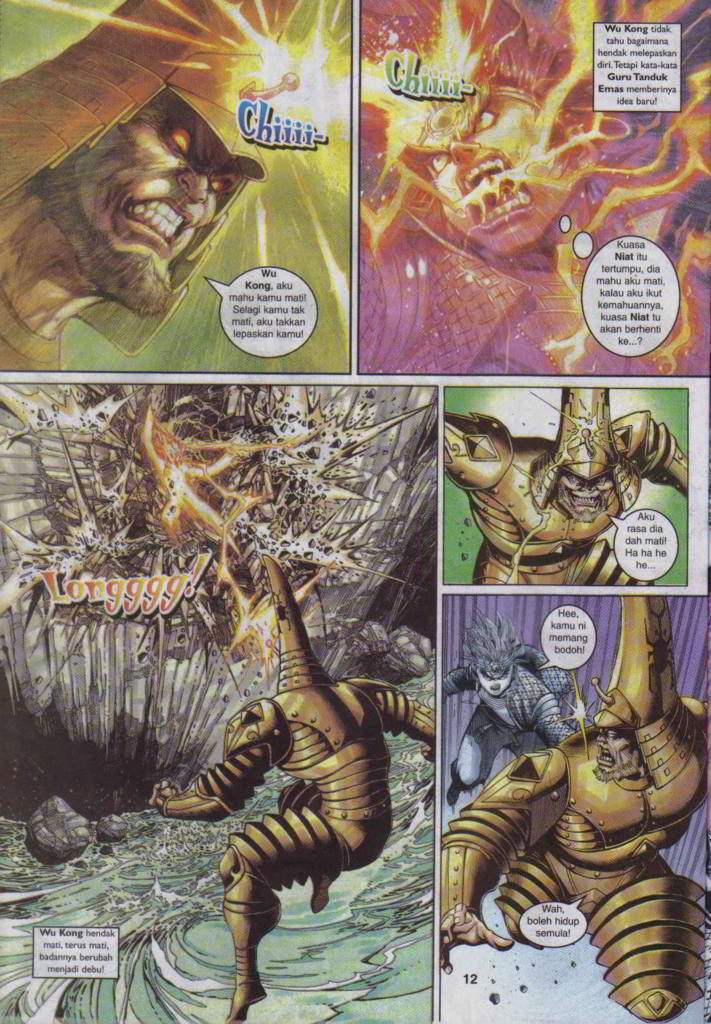 Chiiii-
Wu
Kong, aku
mahu kamu mati!
Selagi kamu tak
mati, aku takkan
lepaskan kamu!
Wu Kong tidak
tahu bagaimana
hendak melepaskan
diri. Tetapi kata-kata
Guru Tanduk
Emas memberinya
idea baru!
Chiiii-
Kuasa
Niat itu
tertumpu, dia
mahu aku mati,
kalau aku ikut
kemahuannya,
kuasa Niat tu
akan berhenti
ke...?
Longggg!
Wu Kong hendak
mati, terus mati,
badannya berubah
menjadi debu!
Aku
rasa dia
dah mati!
Ha ha he
he...
Hee,
kamu ni
memang
bodoh!
Wah,
boleh hidup
semula!
12